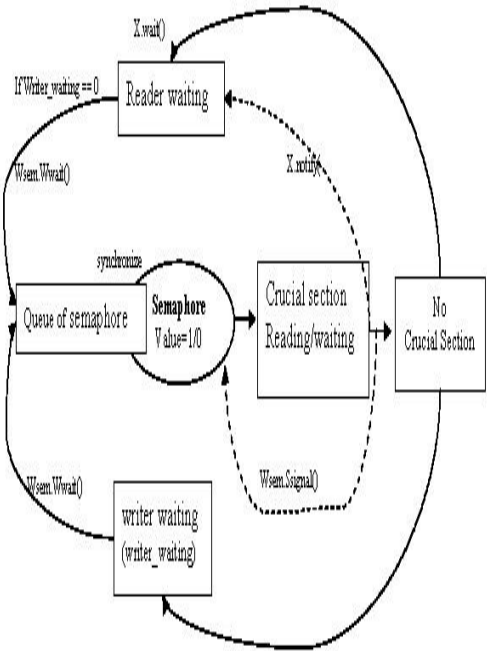 X.wait()
If Writer_waiting == 0
Reader waiting
X.notify(
Wsem.Wwait()
synchronize
Queue of semaphore
Semaphore
Value=1/0
Crucial section
Reading/waiting
No
Crucial Section
Wsem.Wwait()
Wsem.Ssignal()
writer waiting
(writer_waiting)